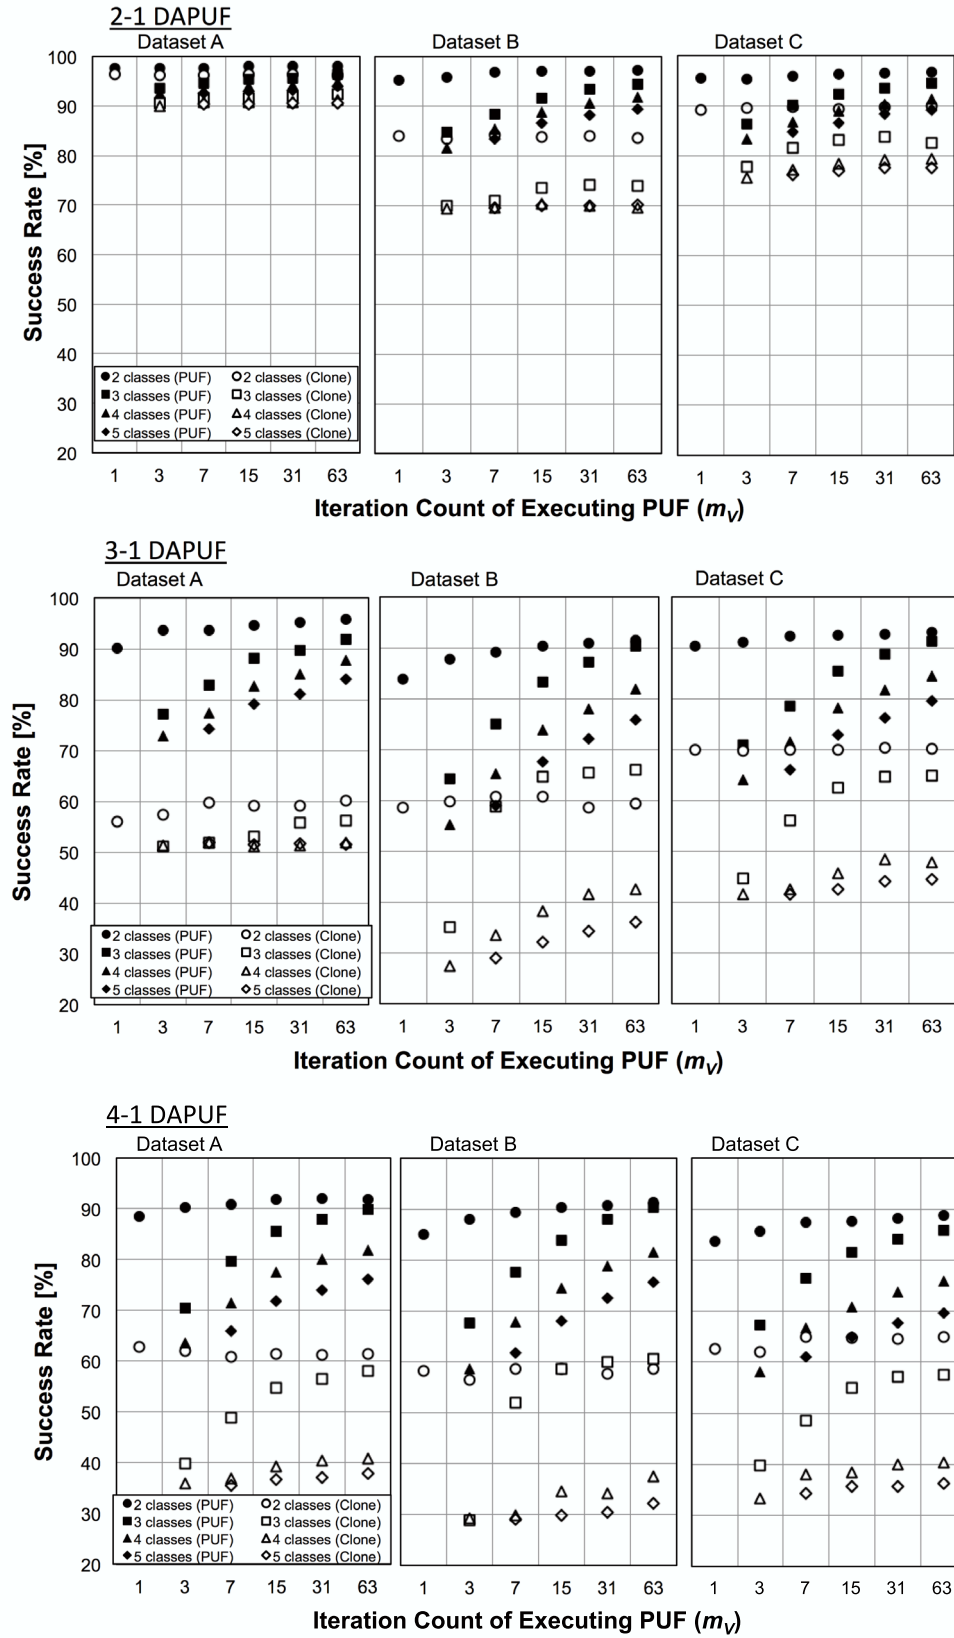 2-1 DAPUF
Dataset A
Dataset B
Dataset C
Success Rate [%]
100
90
80
70
60
50
40
30
20
2 classes (PUF) 2 classes (Clone)
3 classes (PUF) 3 classes (Clone)
4 classes (PUF) 4 classes (Clone)
5 classes (PUF) 5 classes (Clone)
1 3 7 15 31 63 1 3 7 15 31 63 1 3 7 15 31 63
Iteration Count of Executing PUF (mV)
3-1 DAPUF
Dataset A
Dataset B
Dataset C
Success Rate [%]
100
90
80
70
60
50
40
30
20
2 classes (PUF) 2 classes (Clone)
3 classes (PUF) 3 classes (Clone)
4 classes (PUF) 4 classes (Clone)
5 classes (PUF) 5 classes (Clone)
1 3 7 15 31 63 1 3 7 15 31 63 1 3 7 15 31 63
Iteration Count of Executing PUF (mV)
4-1 DAPUF
Dataset A
Dataset B
Dataset C
Success Rate [%]
100
90
80
70
60
50
40
30
20
2 classes (PUF) 2 classes (Clone)
3 classes (PUF) 3 classes (Clone)
4 classes (PUF) 4 classes (Clone)
5 classes (PUF) 5 classes (Clone)
1 3 7 15 31 63 1 3 7 15 31 63 1 3 7 15 31 63
Iteration Count of Executing PUF (mV)